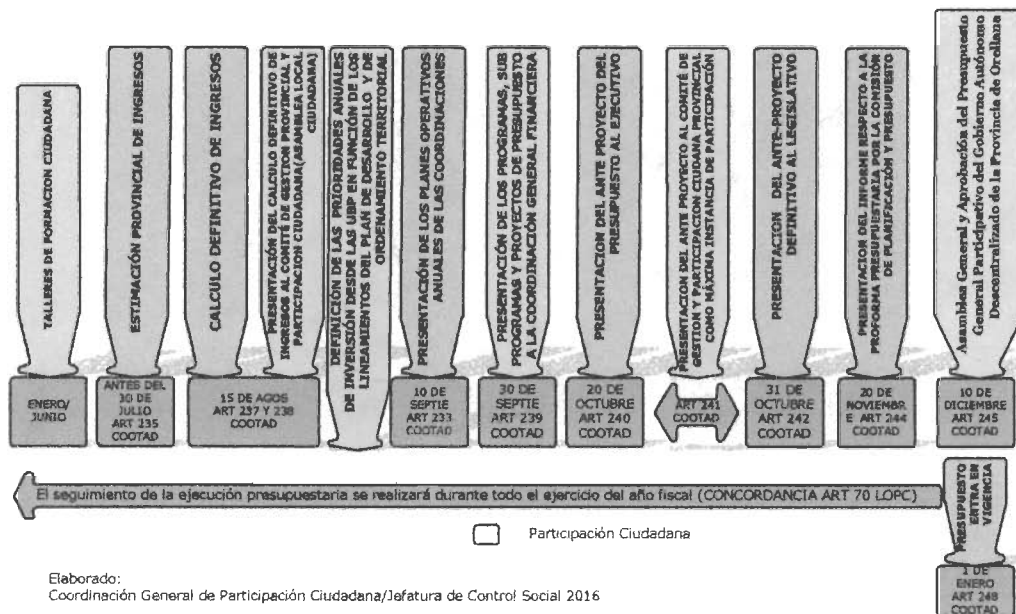 TALLERES DE FORMACION CIUDADANA
ENERO/
JUNIO
ESTIMACIÓN PROVINCIAL DE INGRESOS
ANTES DEL
30 DE
JULIO
ART 235
COOTAD
CALCULO DEFINITIVO DE INGRESOS
PRESENTACIÓN DEL CALCULO DEFINITIVO DE
INGRESOS AL COMITÉ DE GESTION PROVINCIAL Y
PARTICIPACION CIUDADANA(ASAMBLEA LOCAL
CIUDADANA)
15 DE AGOS
ART 237 Y 238
COOTAD
DEFINICIÓN DE LAS PRIORIDADES ANUALES
DE INVERSIÓN DESDE LAS UBP EN FUNCIÓN DE LOS
LINEAMIENTOS DEL PLAN DE DESARROLLO Y DE
ORDENAMIENTO TERRITORIAL
PRESENTACIÓN DE LOS PLANES OPERATIVOS
ANUALES DE LAS COORDINACIONES
10 DE
SEPTIE
ART 233
COOTAD
PRESENTACIÓN DE LOS PROGRAMAS, SUB
PROGRAMAS Y PROYECTOS DE PRESUPUESTO
A LA COORDINACIÓN GENERAL FINANCIERA
30 DE
SEPTIE
ART 239
COOTAD
PRESENTACION DEL ANTE PROYECTO DEL
PRESUPUESTO AL EJECUTIVO
20 DE
OCTUBRE
ART 240
COOTAD
PRESENTACION DEL ANTE PROYECTO AL COMITÉ DE
GESTION Y PARTICIPACION CIUDADANA PROVINCIAL
COMO MÁXIMA INSTANCIA DE PARTICIPACIÓN
ART 241
COOTAD
PRESENTACION DEL ANTE-PROYECTO
DEFINITIVO AL LEGISLATIVO
31 DE
OCTUBRE
ART 242
COOTAD
PRESENTACION DEL INFORME RESPECTO A LA
PROFORMA PRESUPUESTARIA POR LA COMISIÓN
DE PLANIFICACIÓN Y PRESUPUESTO
20 DE
NOVIEMBR
E ART 244
COOTAD
Asamblea General y Aprobación del Presupuesto
General Participativo del Gobierno Autónomo
Descentralizado de la Provincia de Orellana
10 DE
DICIEMBRE
ART 245
COOTAD
El seguimiento de la ejecución presupuestaria se realizará durante todo el ejercicio del año fiscal (CONCORDANCIA ART 70 LOPC)
PRESUPUESTO
ENTRA EN
VIGENCIA
1 DE
ENERO
ART 248
COOTAD
Participación Ciudadana
Elaborado:
Coordinación General de Participación Ciudadana/Jefatura de Control Social 2016